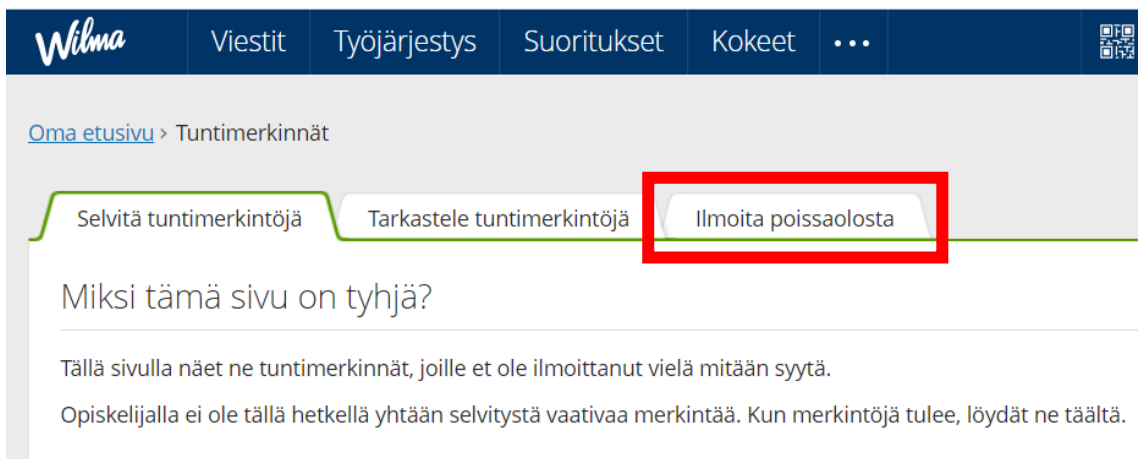 Wilma Viestit Työjärjestys Suoritukset Kokeet ...
Oma etusivu > Tuntimerkinnät
Selvitä tuntimerkintöjä Tarkastele tuntimerkintöjä Ilmoita poissaolosta
Miksi tämä sivu on tyhjä?
Tällä sivulla näet ne tuntimerkinnät, joille et ole ilmoittanut vielä mitään syytä.
Opiskelijalla ei ole tällä hetkellä yhtään selvitystä vaativaa merkintää. Kun merkintöjä tulee, löydät ne täältä.